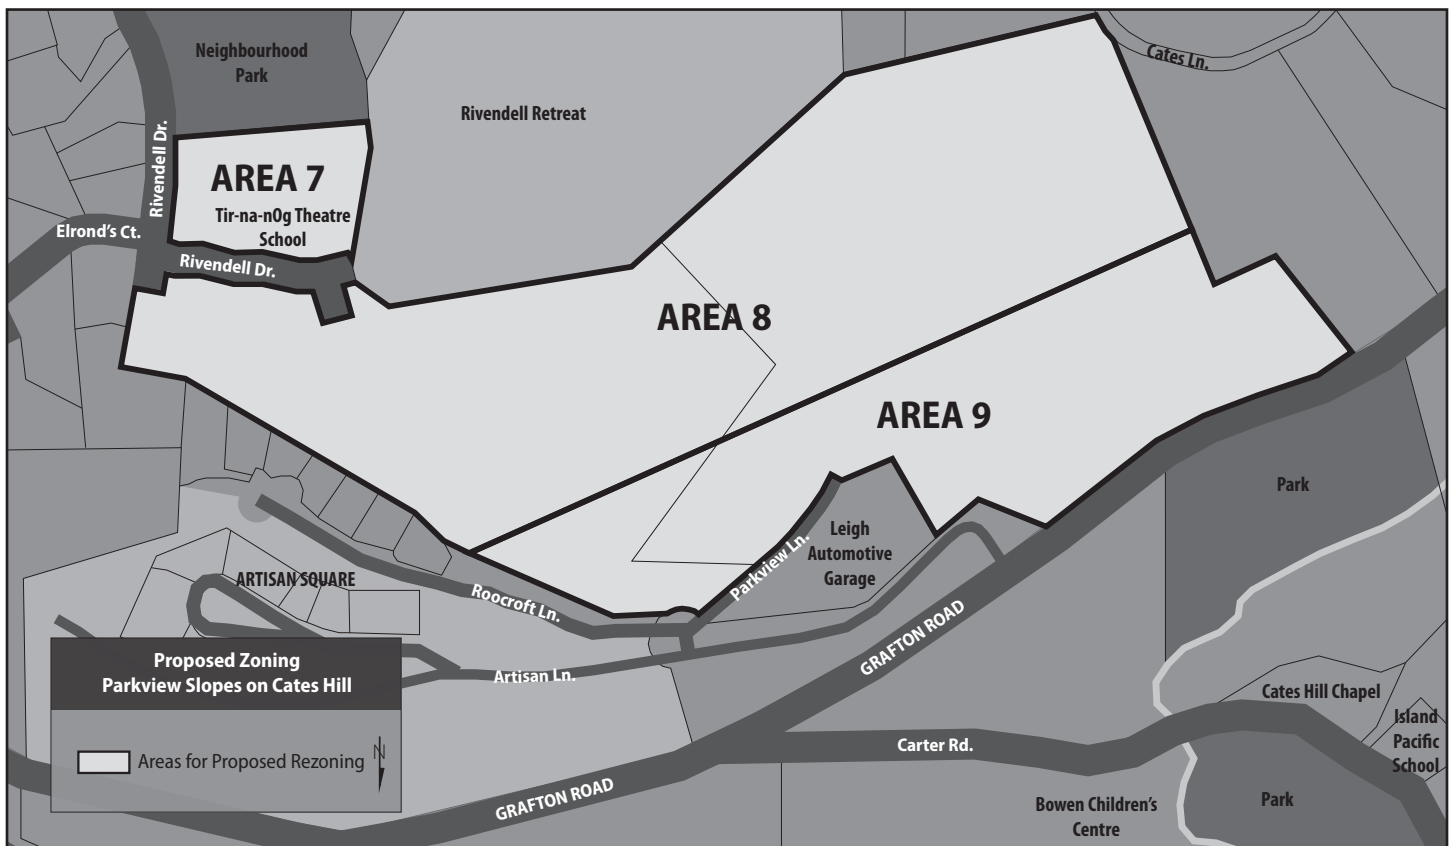 Neighbourhood
Park
Cates Ln.
Rivendell Retreat
Rivendell Dr.
AREA 7
Tir-na-nOg Theatre
School
Elrond's Ct.
Rivendell Dr.
AREA 8
AREA 9
Park
Leigh
Automotive
Garage
Parkview Ln.
ARTISAN SQUARE
Roocroft Ln.
GRAFTON ROAD
Artisan Ln.
Proposed Zoning
Parkview Slopes on Cates Hill
Areas for Proposed Rezoning
N
Cates Hill Chapel
Island
Pacific
School
Carter Rd.
GRAFTON ROAD
Bowen Children's
Centre
Park